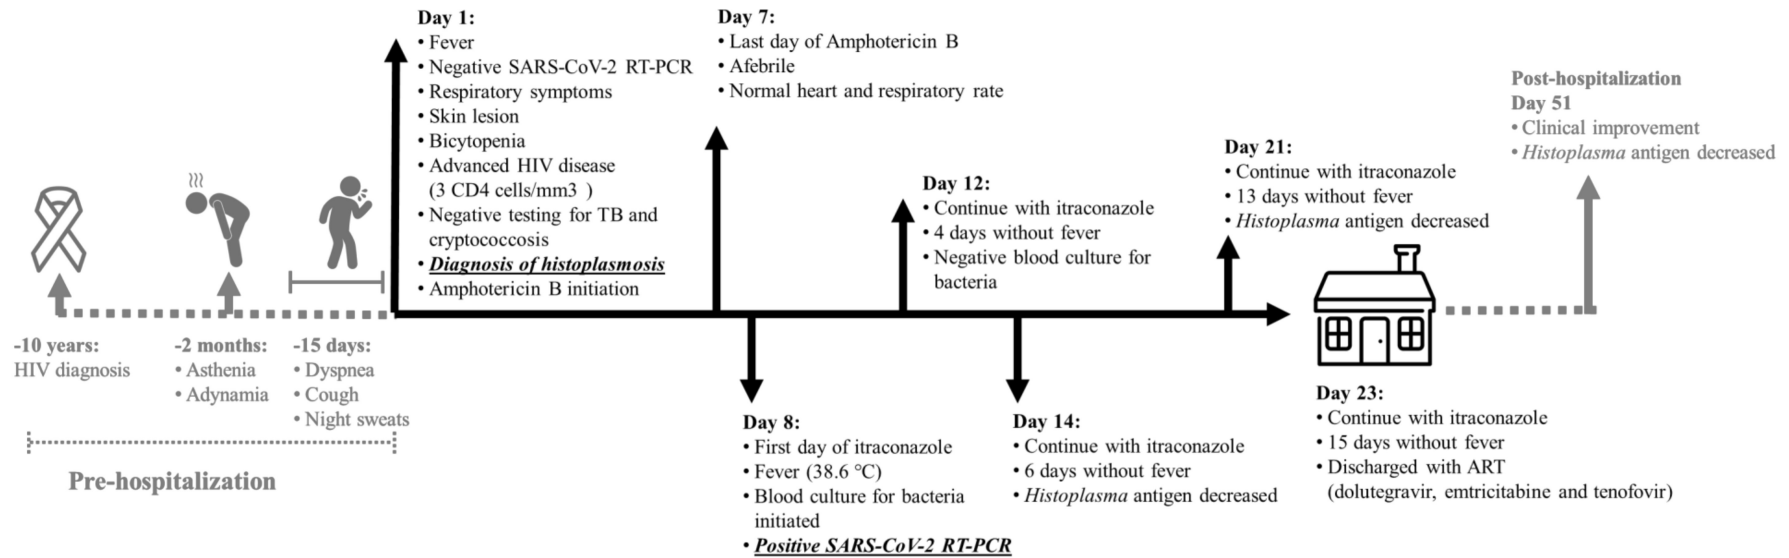 -10 years:
HIV diagnosis
-2 months:
• Asthenia
• Adynamia
-15 days:
• Dyspnea
• Cough
• Night sweats
Pre-hospitalization
Day 1:
• Fever
• Negative SARS-CoV-2 RT-PCR
• Respiratory symptoms
• Skin lesion
• Bicytopenia
• Advanced HIV disease
(3 CD4 cells/mm3 )
• Negative testing for TB and
cryptococcosis
• Diagnosis of histoplasmosis
• Amphotericin B initiation
Day 7:
• Last day of Amphotericin B
• Afebrile
• Normal heart and respiratory rate
Day 8:
• First day of itraconazole
• Fever (38.6 °C)
• Blood culture for bacteria
initiated
• Positive SARS-CoV-2 RT-PCR
Day 12:
• Continue with itraconazole
• 4 days without fever
• Negative blood culture for
bacteria
Day 14:
• Continue with itraconazole
• 6 days without fever
• Histoplasma antigen decreased
Day 21:
• Continue with itraconazole
• 13 days without fever
• Histoplasma antigen decreased
Day 23:
• Continue with itraconazole
• 15 days without fever
• Discharged with ART
(dolutegravir, emtricitabine and tenofovir)
Post-hospitalization
Day 51
• Clinical improvement
• Histoplasma antigen decreased